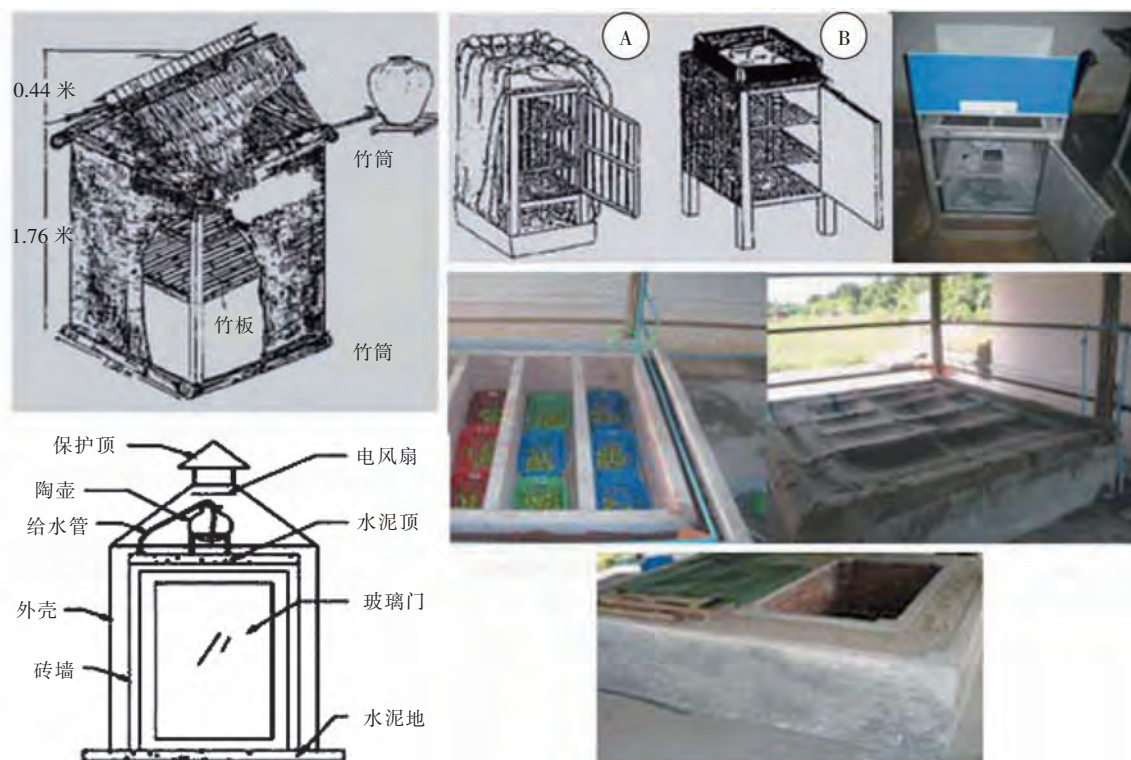 0.44 米
1.76 米
竹筒
竹板
竹筒
A
B
保护顶
陶壶
给水管
外壳
砖墙
电风扇
水泥顶
玻璃门
水泥地